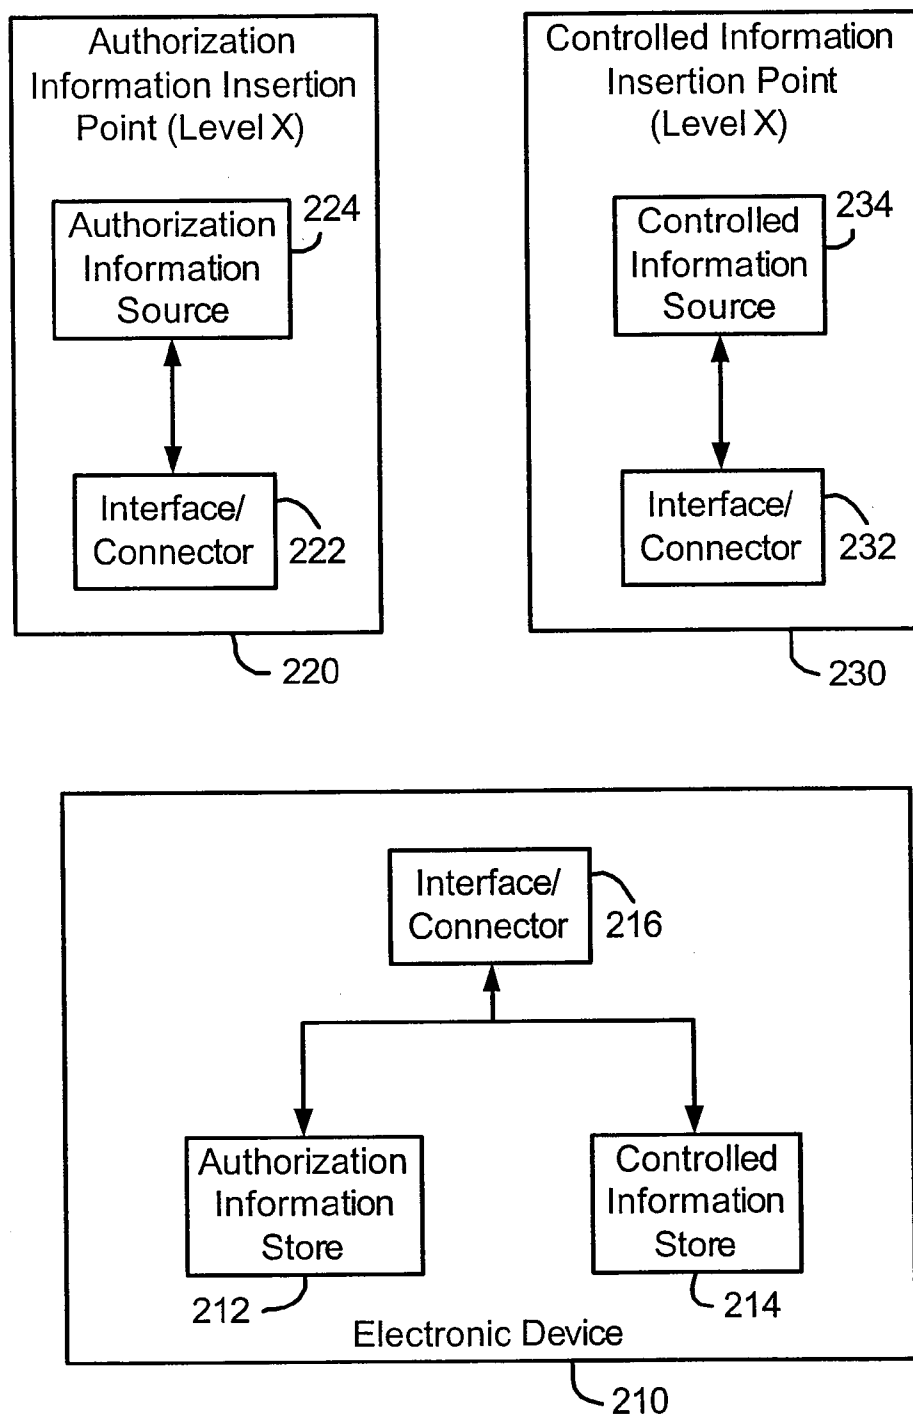 Authorization
Information Insertion
Point (Level X)
224
Authorization
Information
Source
Interface/
Connector
222
220
Controlled Information
Insertion Point
(Level X)
234
Controlled
Information
Source
Interface/
Connector
232
230
Interface/
Connector
216
Authorization
Information
Store
212
Controlled
Information
Store
214
Electronic Device
210